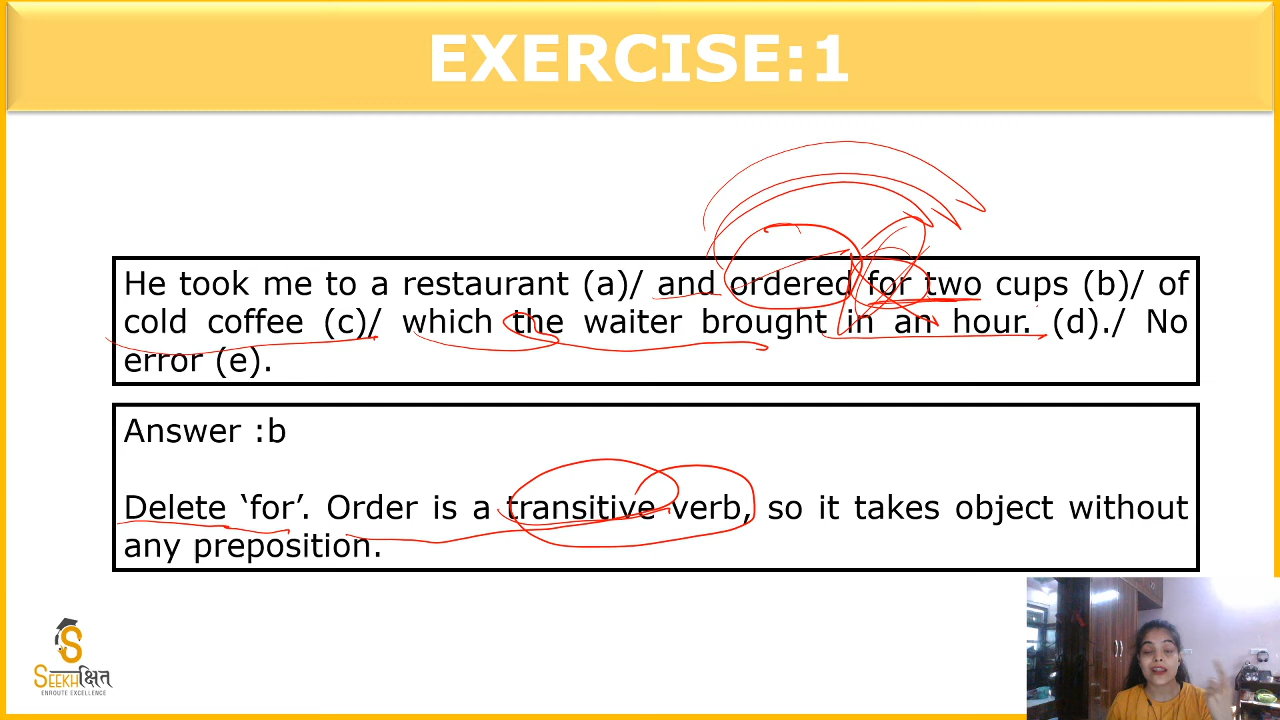 EXERCISE:1
He took me to a restaurant (a)/ and ordered for two cups (b)/ of
cold coffee (c)/ which the waiter brought in an hour. (d)./ No
error (e).
Answer :b
Delete ‘for’. Order is a transitive verb, so it takes object without
any preposition.
S
SEEKHक्षित
ENROUTE EXCELLENCE